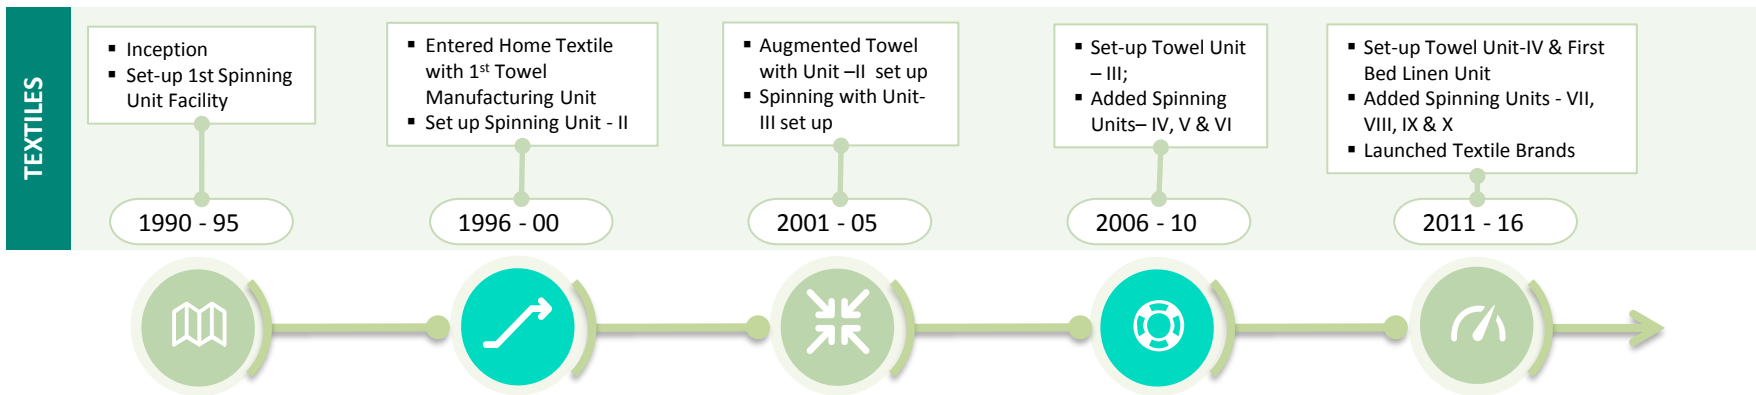 TEXTILES
▪ Inception
▪ Set-up 1st Spinning
Unit Facility
1990 - 95
▪ Entered Home Textile
with 1st Towel
Manufacturing Unit
▪ Set up Spinning Unit - II
1996 - 00
▪ Augmented Towel
with Unit –II set up
▪ Spinning with Unit-
III set up
2001 - 05
▪ Set-up Towel Unit
– III;
▪ Added Spinning
Units– IV, V & VI
2006 - 10
▪ Set-up Towel Unit-IV & First
Bed Linen Unit
▪ Added Spinning Units - VII,
VIII, IX & X
▪ Launched Textile Brands
2011 - 16